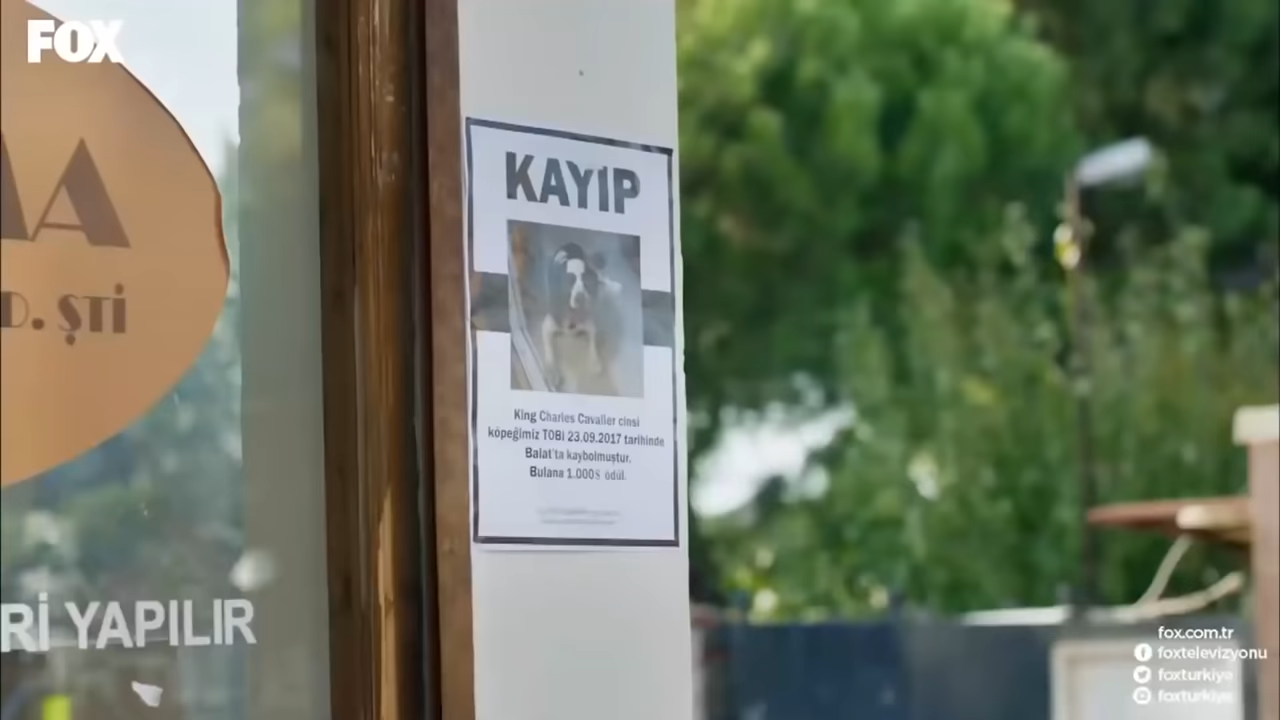 FOX
AA
D. ŞTİ
Rİ YAPILIR
KAYIP
King Charles Cavalier cinsi
köpeğimiz TOBİ 23.09.2017 tarihinde
Balat'ta kaybolmuştur.
Bulana 1.000$ ödül.
fox.com.tr
foxtelevizyonu
foxturkiye
foxturkiye